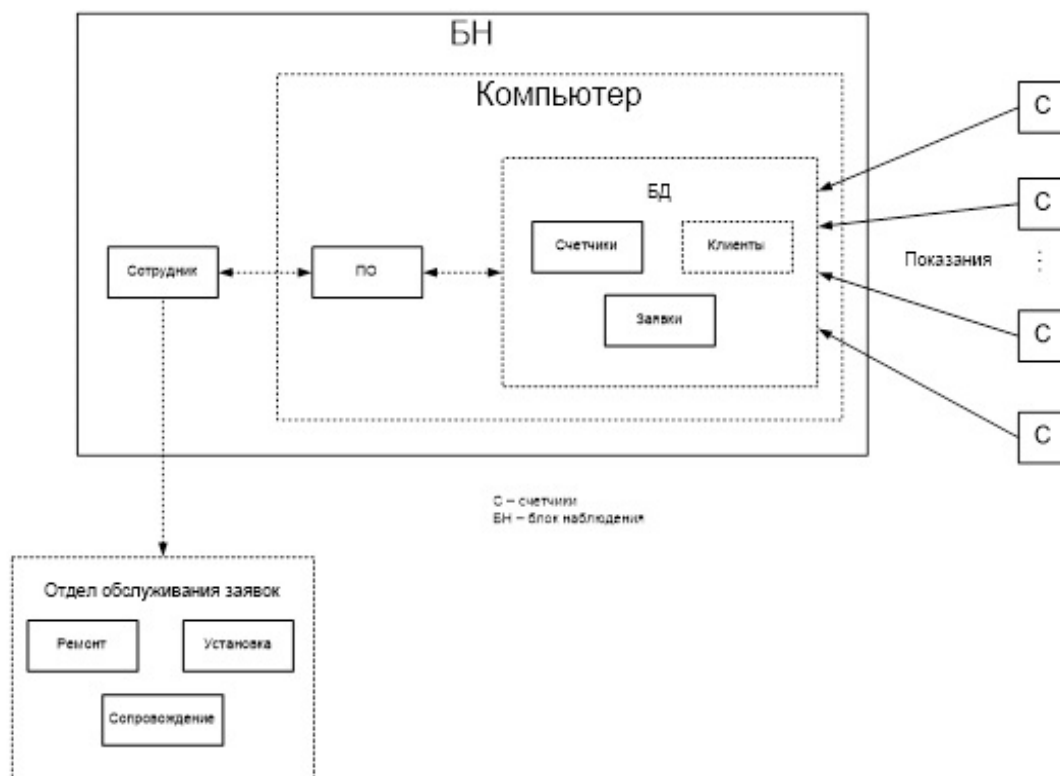 БН
Компьютер
С
БД
С
Счетчики
Клиенты
Сотрудник
ПО
Показания
Заявки
С
С
С – счетчики
БН – блок наблюдения
Отдел обслуживания заявок
Ремонт
Установка
Сопровождение